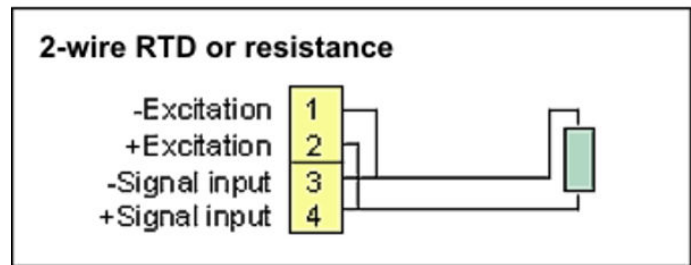 2-wire RTD or resistance
-Excitation 1
+Excitation 2
-Signal input 3
+Signal input 4